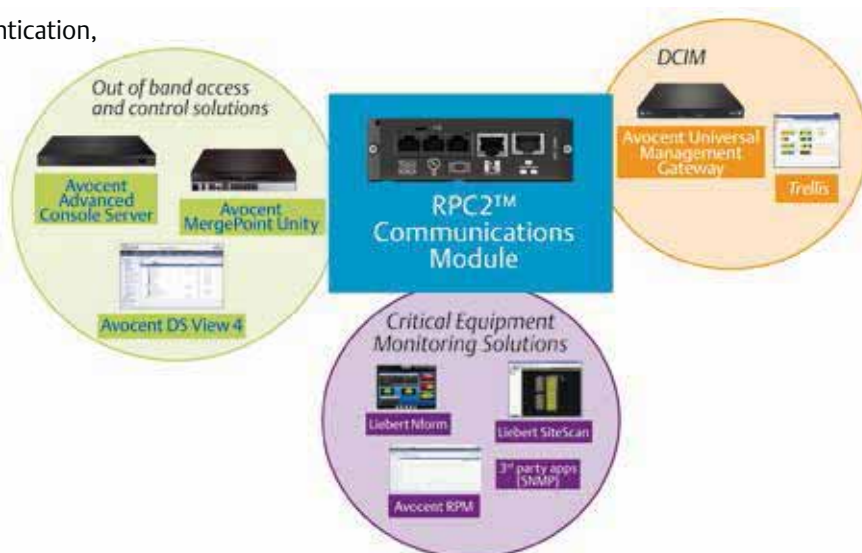 ntication,
Out of band access
and control solutions
Avocent
Advanced
Console Server
Avocent
MergePoint Unity
Avocent DS View 4
RPC2™
Communications
Module
DCIM
Avocent Universal
Management
Gateway
Trellis
Critical Equipment
Monitoring Solutions
Liebert Nform
Liebert SiteScan
Avocent RPM
3rd party apps
(SNMP)